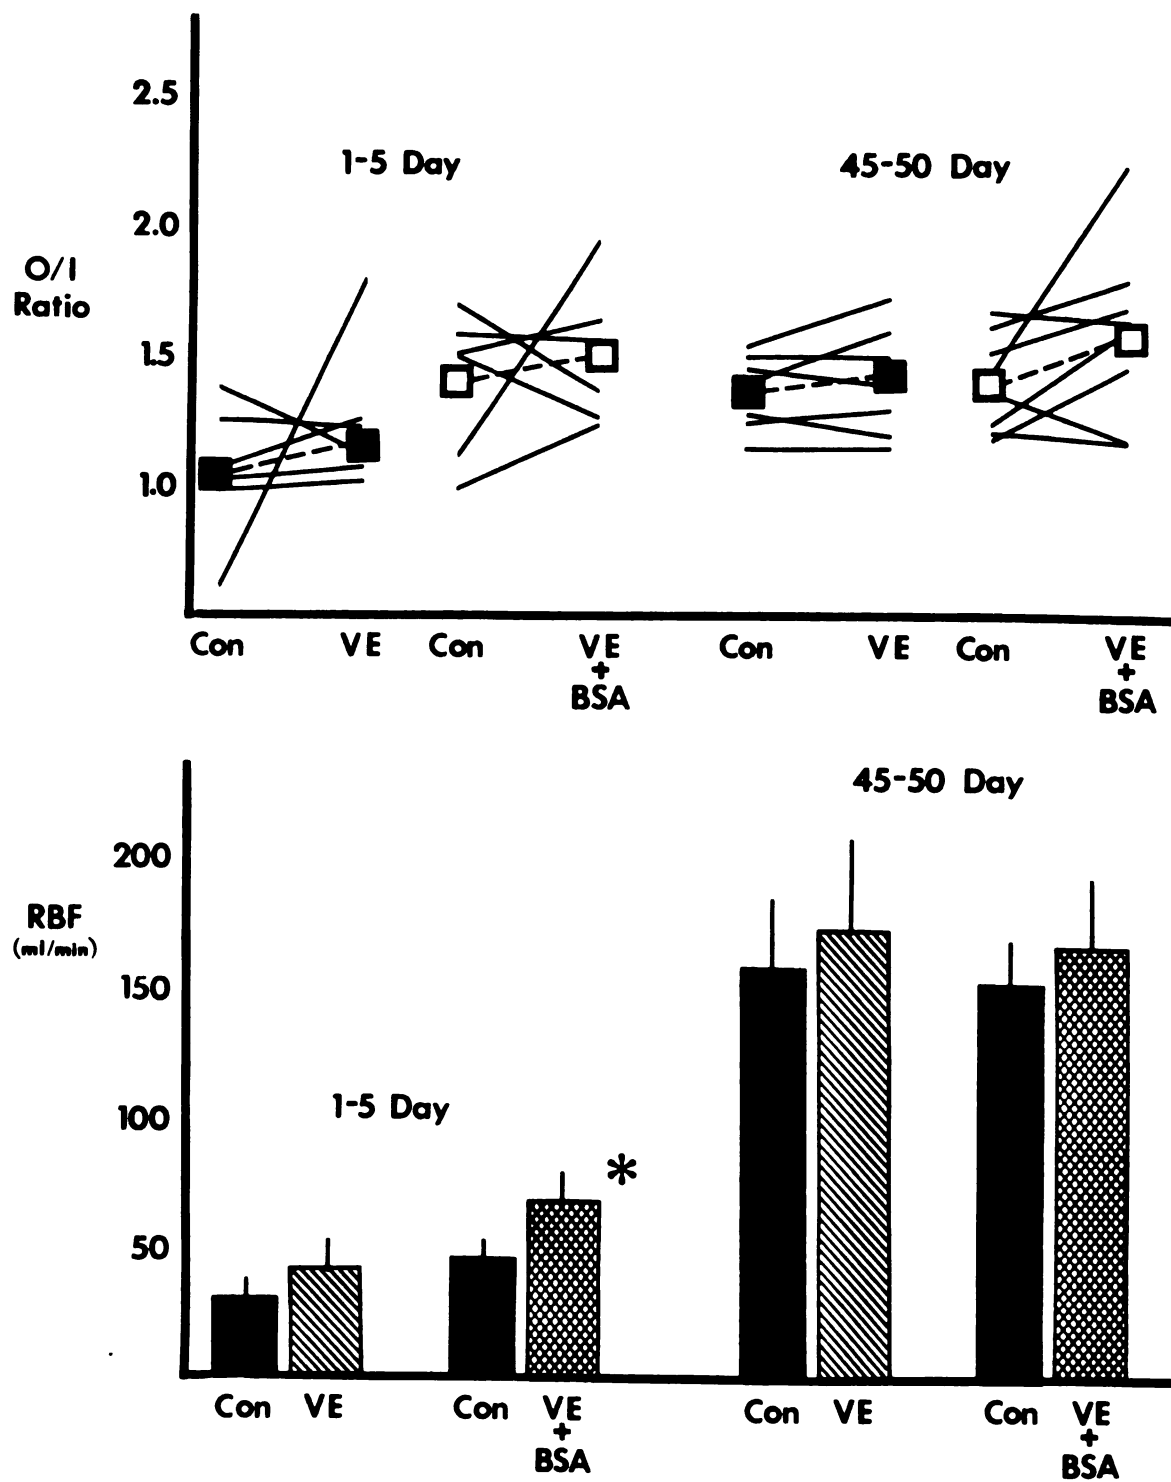 2.5
1-5 Day
45-50 Day
2.0
O/I
Ratio
1.5
1.0
Con
VE
Con
VE
+
BSA
Con
VE
Con
VE
+
BSA
45-50 Day
200
RBF
(ml/min)
150
100
1-5 Day
*
50
Con
VE
Con
VE
+
BSA
Con
VE
Con
VE
+
BSA